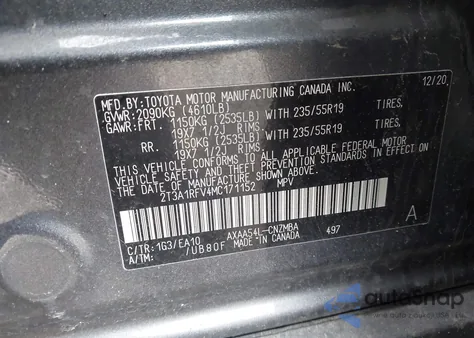 MFD.BY:TOYOTA MOTOR MANUFACTURING CANADA INC. 12/20
GVWR:2090KG (4610LB)
GAWR:FRT. 1150KG (2535LB) WITH 235/55R19 TIRES,
19X7 1/2J RIMS,
RR. 1150KG (2535LB) WITH 235/55R19 TIRES,
19X7 1/2J RIMS,
THIS VEHICLE CONFORMS TO ALL APPLICABLE FEDERAL MOTOR
VEHICLE SAFETY AND THEFT PREVENTION STANDARDS IN EFFECT ON
THE DATE OF MANUFACTURE SHOWN ABOVE.
2T3A1RFV4MC171152 MPV
C/TR:1G3/EA10 AXAA54L-CNZMBA A
A/TM: /UB80F MADE IN CANADA 497
autoSnap